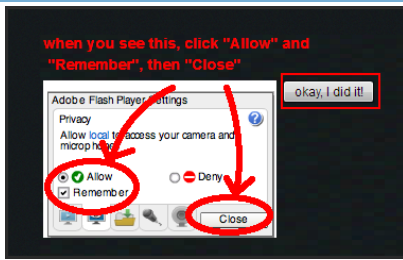 when you see this, click "Allow" and
"Remember", then "Close"
okay, I did it!
Adobe Flash Player Settings
Privacy
Allow local to access your camera and
microphone?
Allow
Deny
Remember
Close